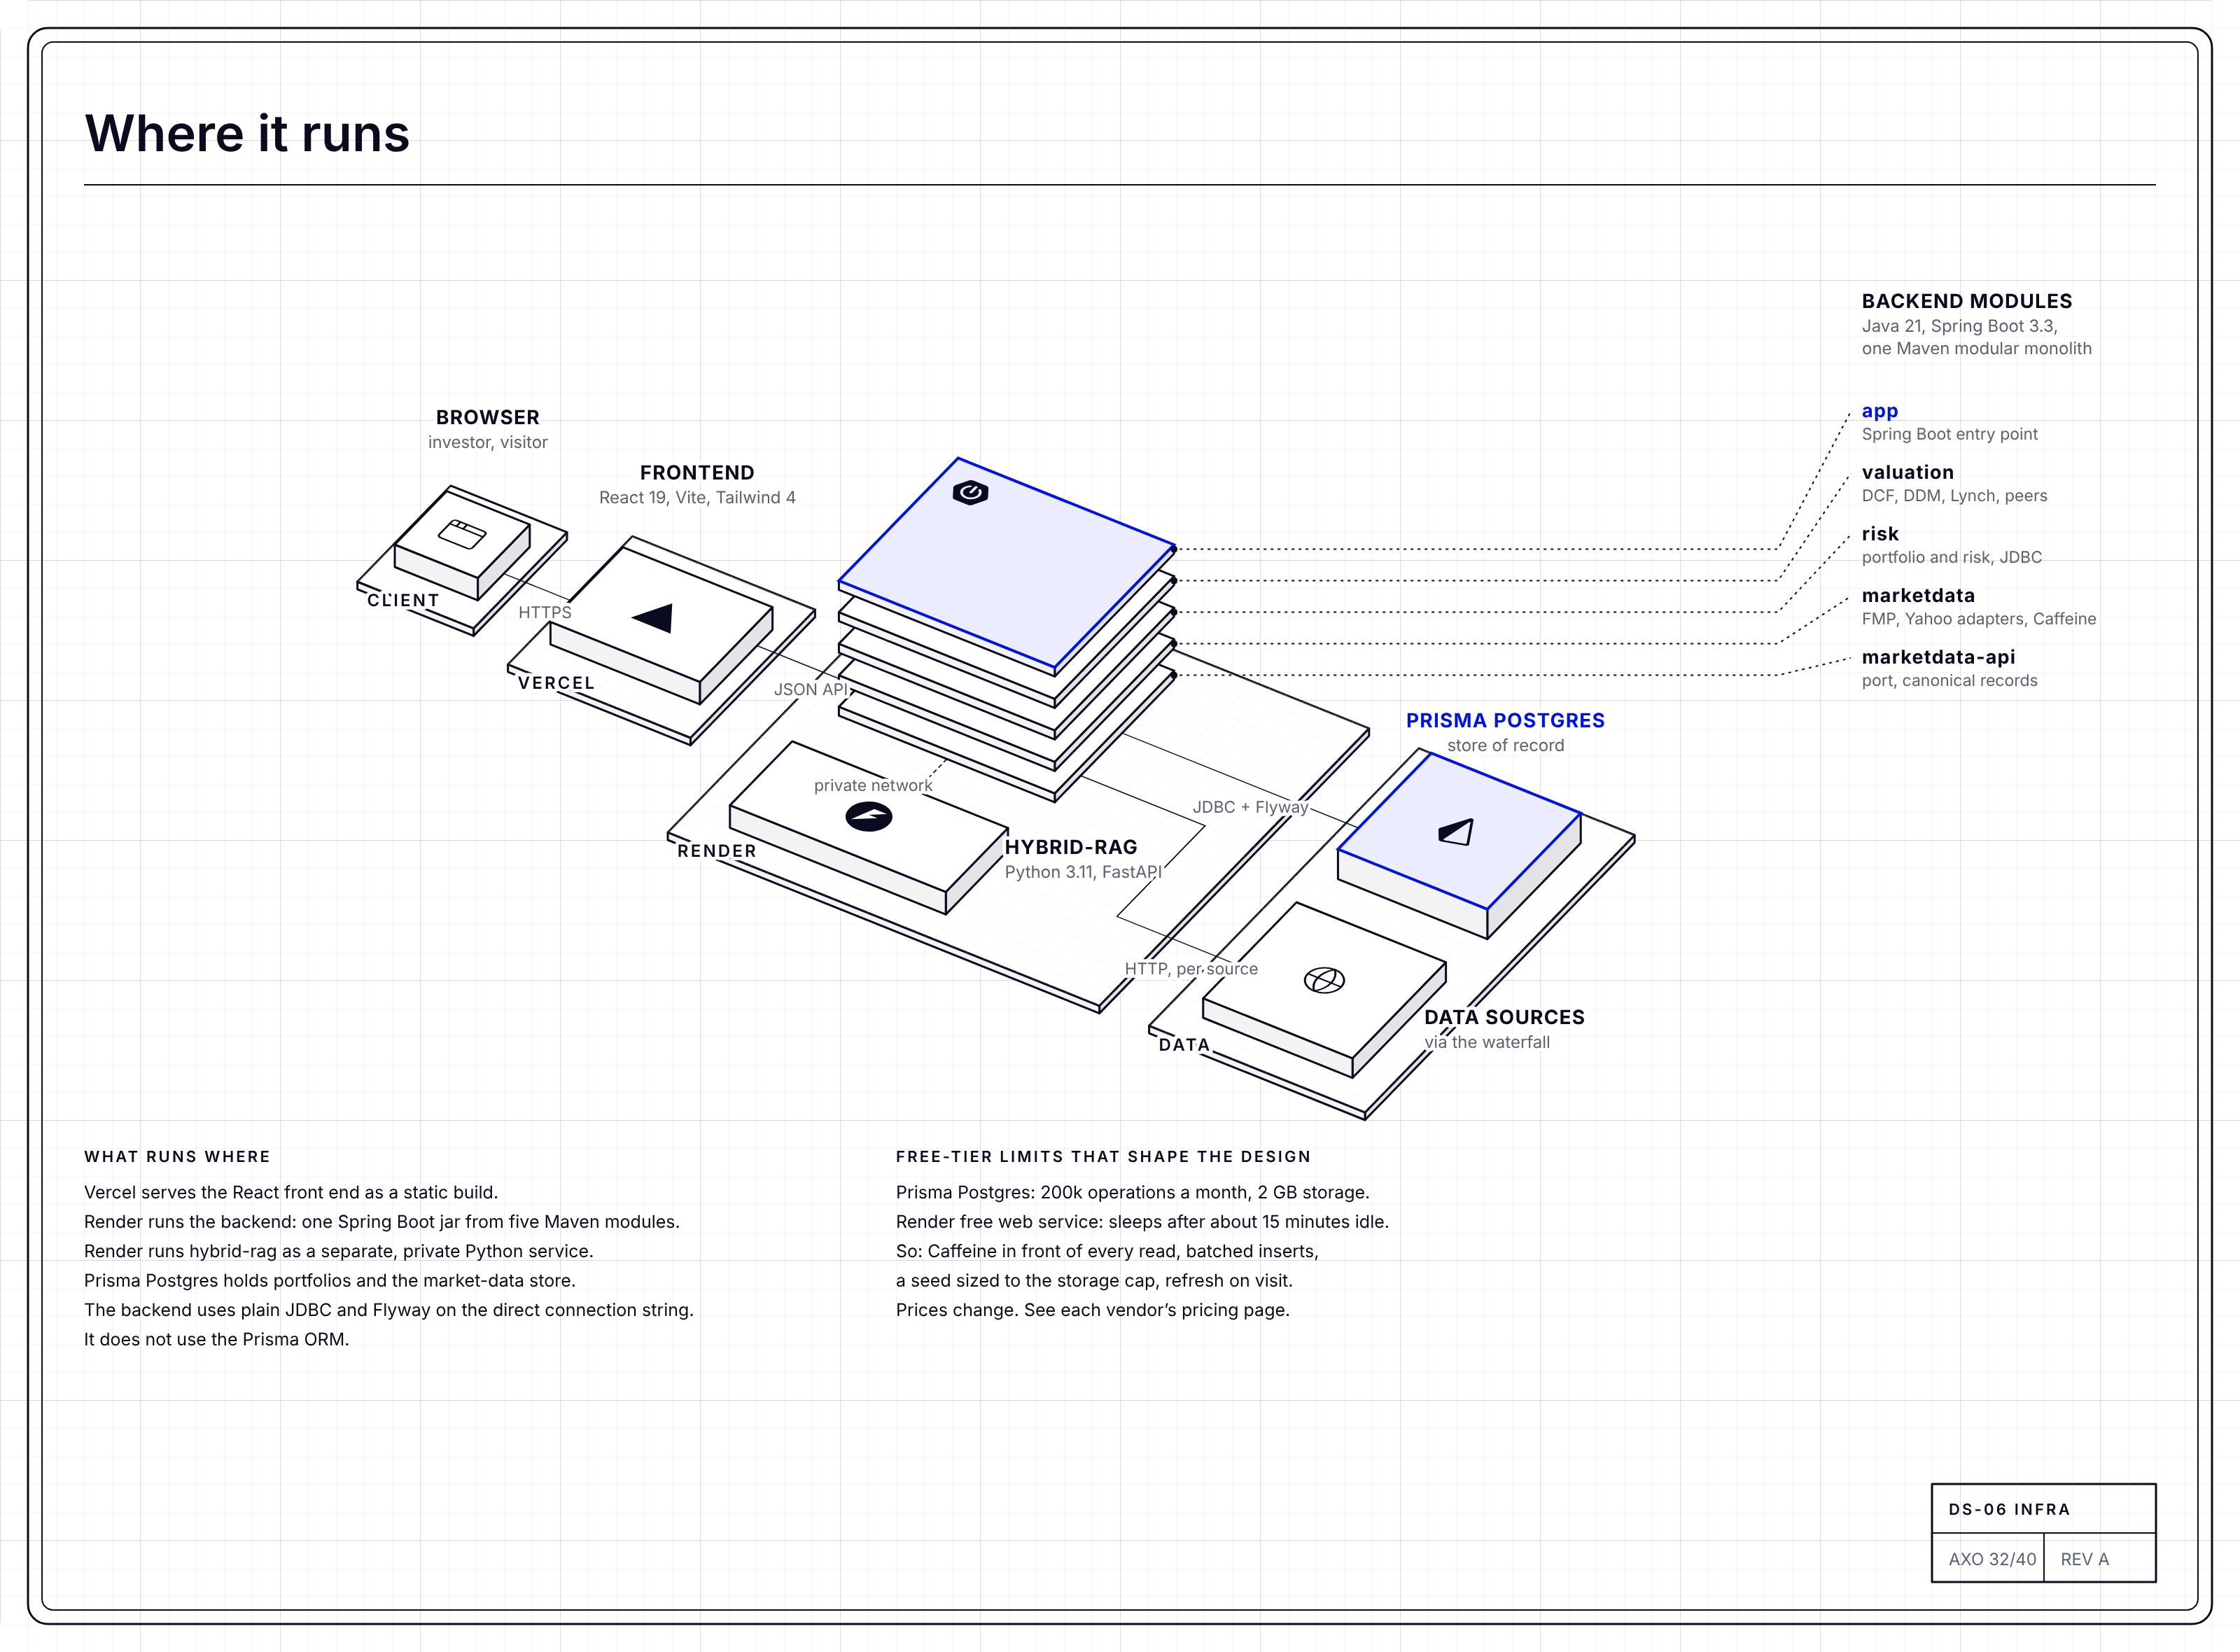 Where it runs
BACKEND MODULES
Java 21, Spring Boot 3.3,
one Maven modular monolith
app
Spring Boot entry point
valuation
DCF, DDM, Lynch, peers
risk
portfolio and risk, JDBC
marketdata
FMP, Yahoo adapters, Caffeine
marketdata-api
port, canonical records
BROWSER
investor, visitor
FRONTEND
React 19, Vite, Tailwind 4
CLIENT
HTTPS
VERCEL
JSON API
PRISMA POSTGRES
store of record
private network
JDBC + Flyway
RENDER
HYBRID-RAG
Python 3.11, FastAPI
HTTP, per source
DATA SOURCES
via the waterfall
DATA
WHAT RUNS WHERE
Vercel serves the React front end as a static build.
Render runs the backend: one Spring Boot jar from five Maven modules.
Render runs hybrid-rag as a separate, private Python service.
Prisma Postgres holds portfolios and the market-data store.
The backend uses plain JDBC and Flyway on the direct connection string.
It does not use the Prisma ORM.
FREE-TIER LIMITS THAT SHAPE THE DESIGN
Prisma Postgres: 200k operations a month, 2 GB storage.
Render free web service: sleeps after about 15 minutes idle.
So: Caffeine in front of every read, batched inserts,
a seed sized to the storage cap, refresh on visit.
Prices change. See each vendor’s pricing page.
DS-06 INFRA
AXO 32/40
REV A